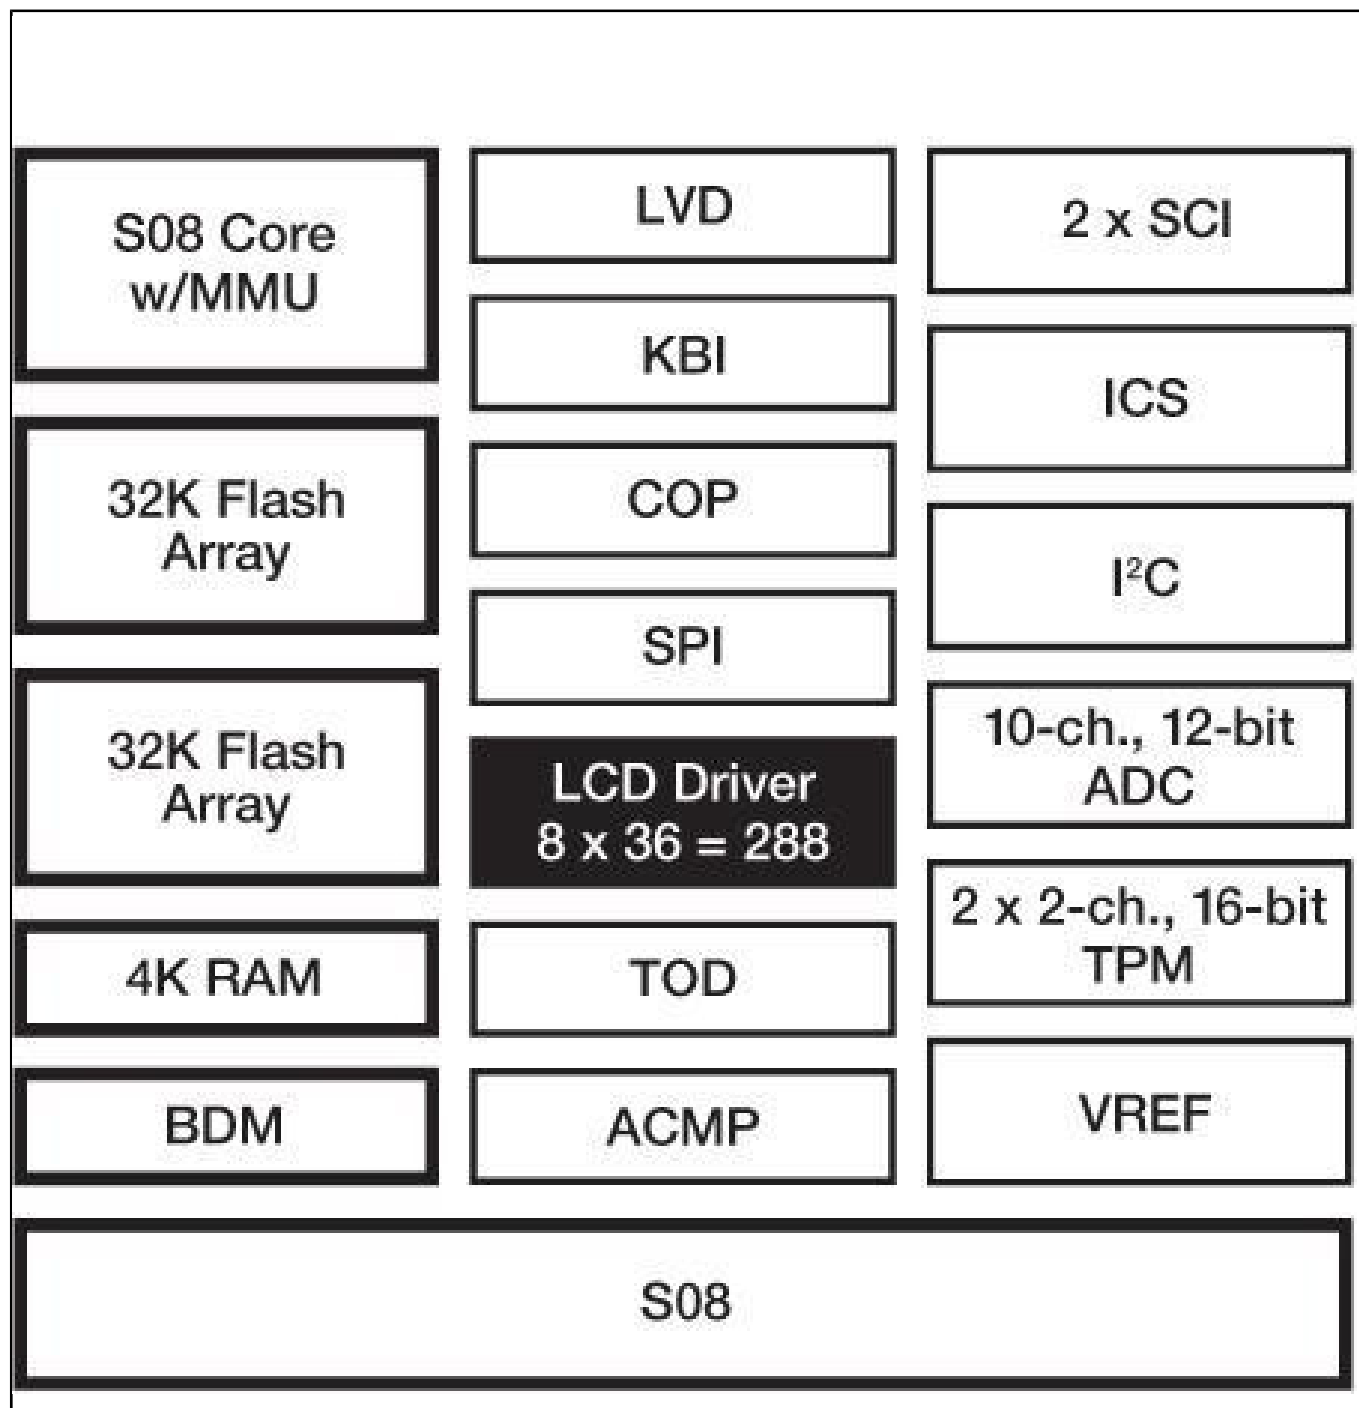 S08 Core
w/MMU
32K Flash
Array
32K Flash
Array
4K RAM
BDM
LVD
KBI
COP
SPI
LCD Driver
8 x 36 = 288
TOD
ACMP
2 x SCI
ICS
I²C
10-ch., 12-bit
ADC
2 x 2-ch., 16-bit
TPM
VREF
S08